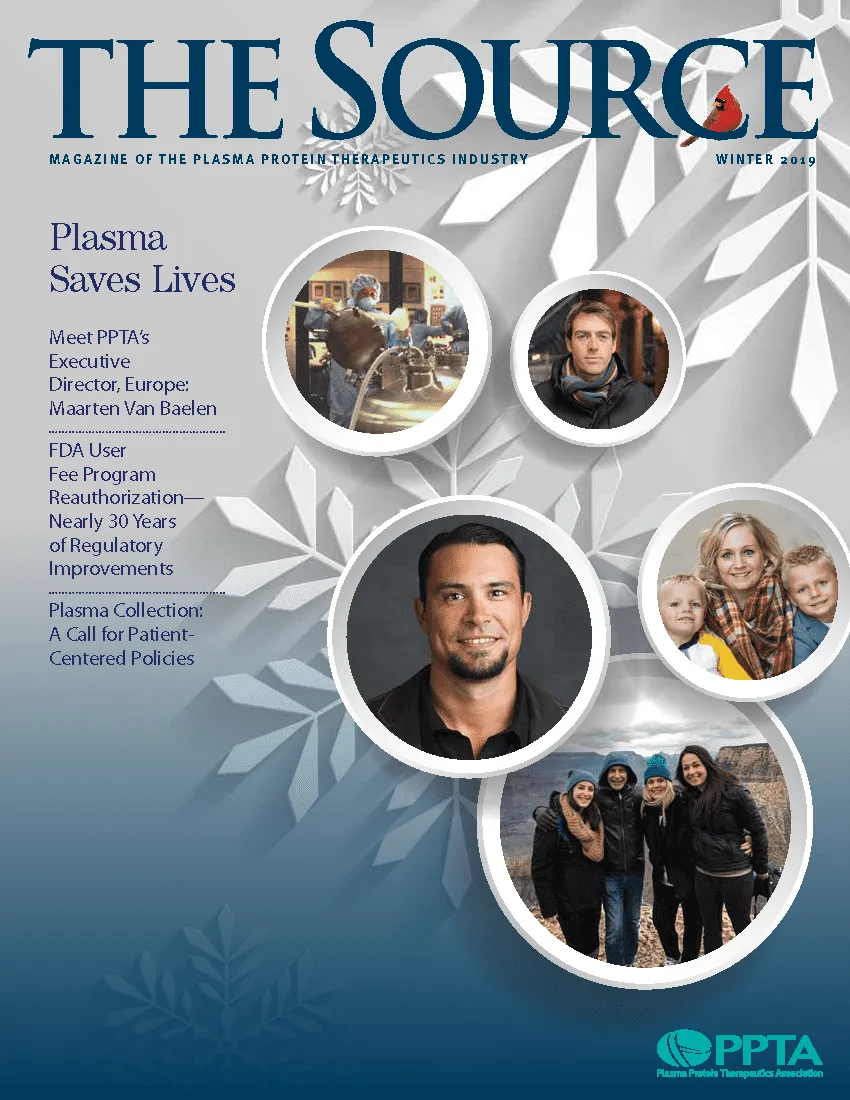 THE SOURCE
MAGAZINE OF THE PLASMA PROTEIN THERAPEUTICS INDUSTRY
WINTER 2019
Plasma
Saves Lives
Meet PPTA's
Executive
Director, Europe:
Maarten Van Baelen
FDA User
Fee Program
Reauthorization—
Nearly 30 Years
of Regulatory
Improvements
Plasma Collection:
A Call for Patient-
Centered Policies
PPTA
Plasma Protein Therapeutics Association